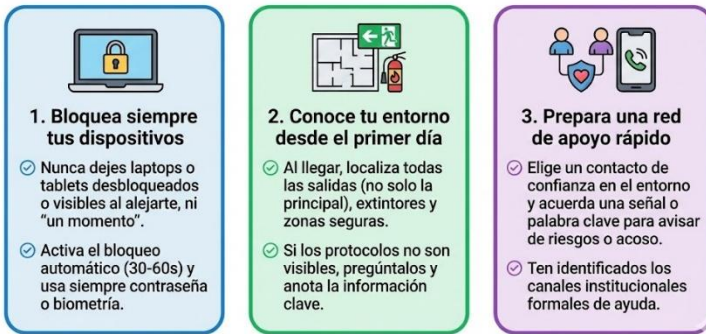 1. Bloquea siempre
tus dispositivos
Nunca dejes laptops o
tablets desbloqueados
o visibles al alejarte, ni
“un momento”.
Activa el bloqueo
automático (30-60s) y
usa siempre contraseña
o biometría.
2. Conoce tu entorno
desde el primer día
Al llegar, localiza todas
las salidas (no solo la
principal), extintores y
zonas seguras.
Si los protocolos no son
visibles, pregúntalos y
anota la información
clave.
3. Prepara una red
de apoyo rápido
Elige un contacto de
confianza en el entorno
y acuerda una señal o
palabra clave para avisar
de riesgos o acoso.
Ten identificados los
canales institucionales
formales de ayuda.